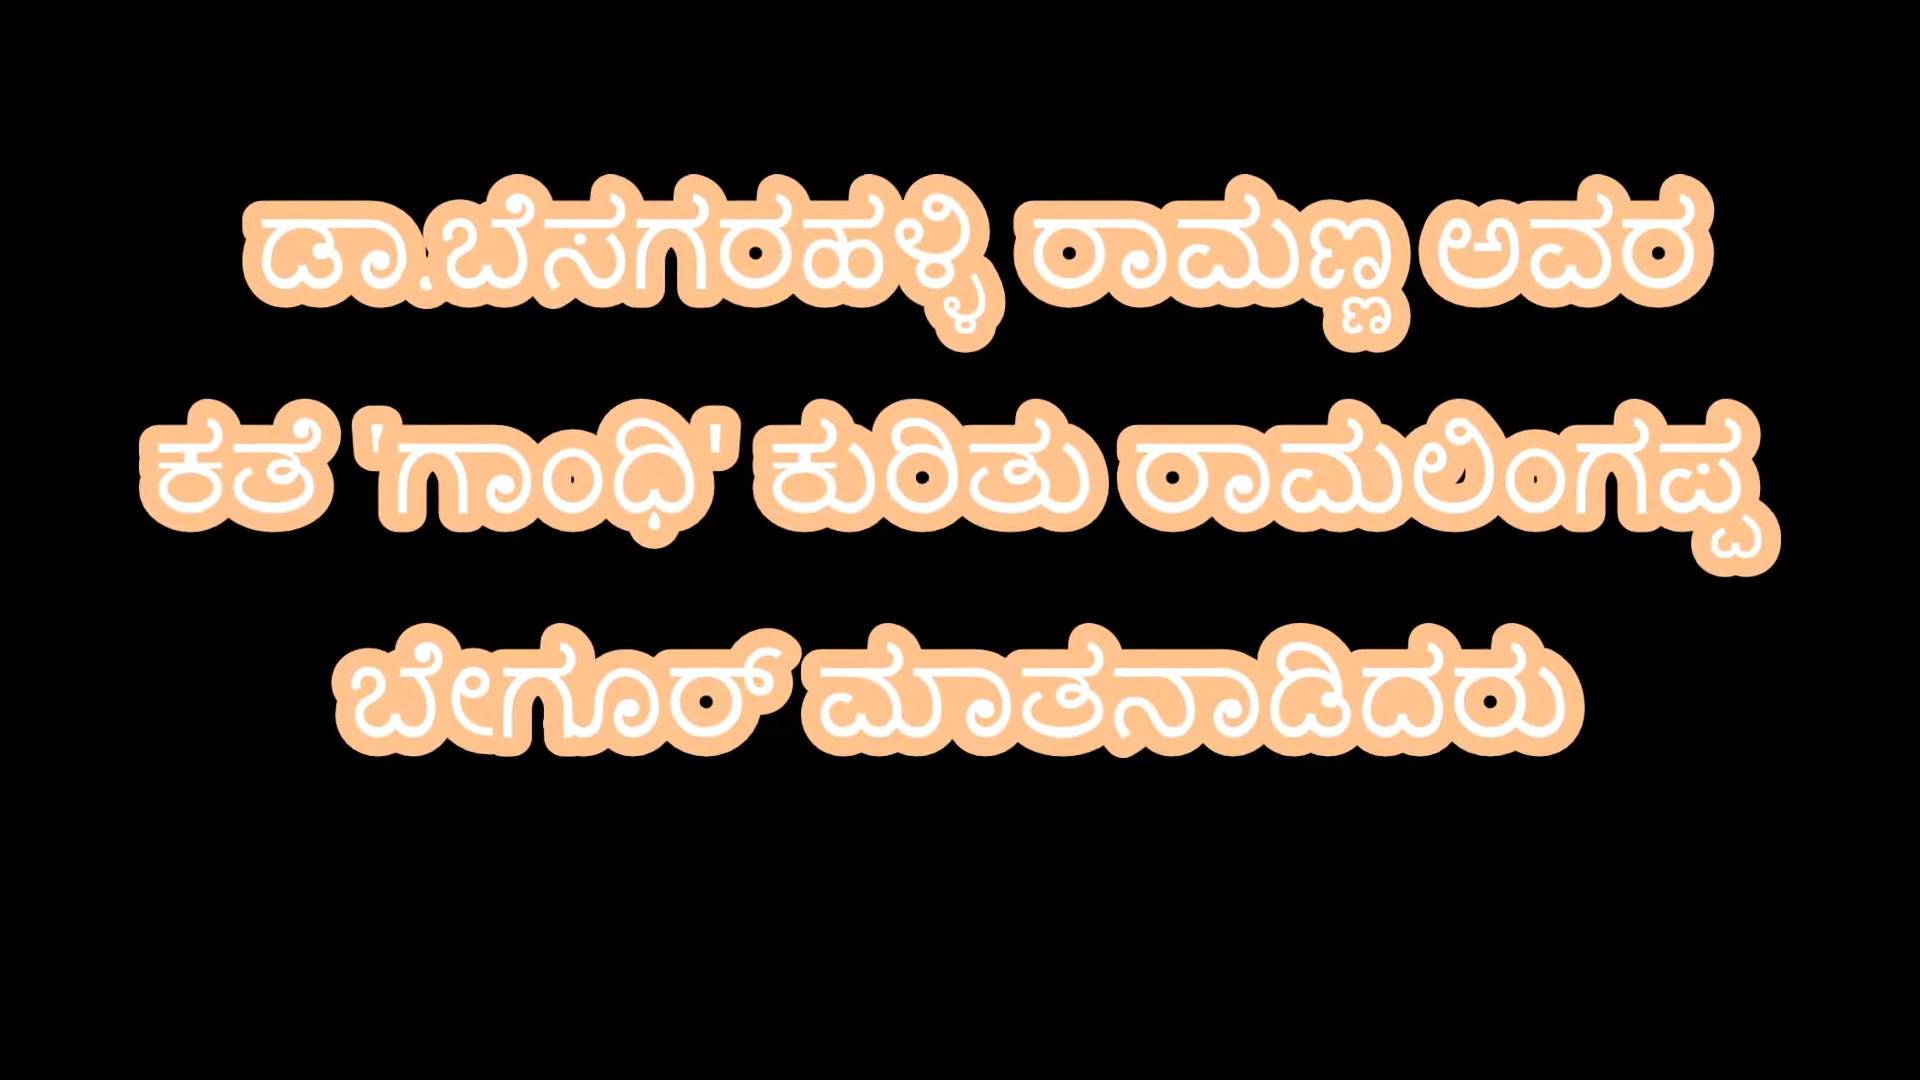 ಡಾ.ಬೆಸಗರಹಳ್ಳಿ ರಾಮಣ್ಣ ಅವರ
ಕತೆ 'ಗಾಂಧಿ' ಕುರಿತು ರಾಮಲಿಂಗಪ್ಪ
ಬೇಗೂರ್ ಮಾತನಾಡಿದರು